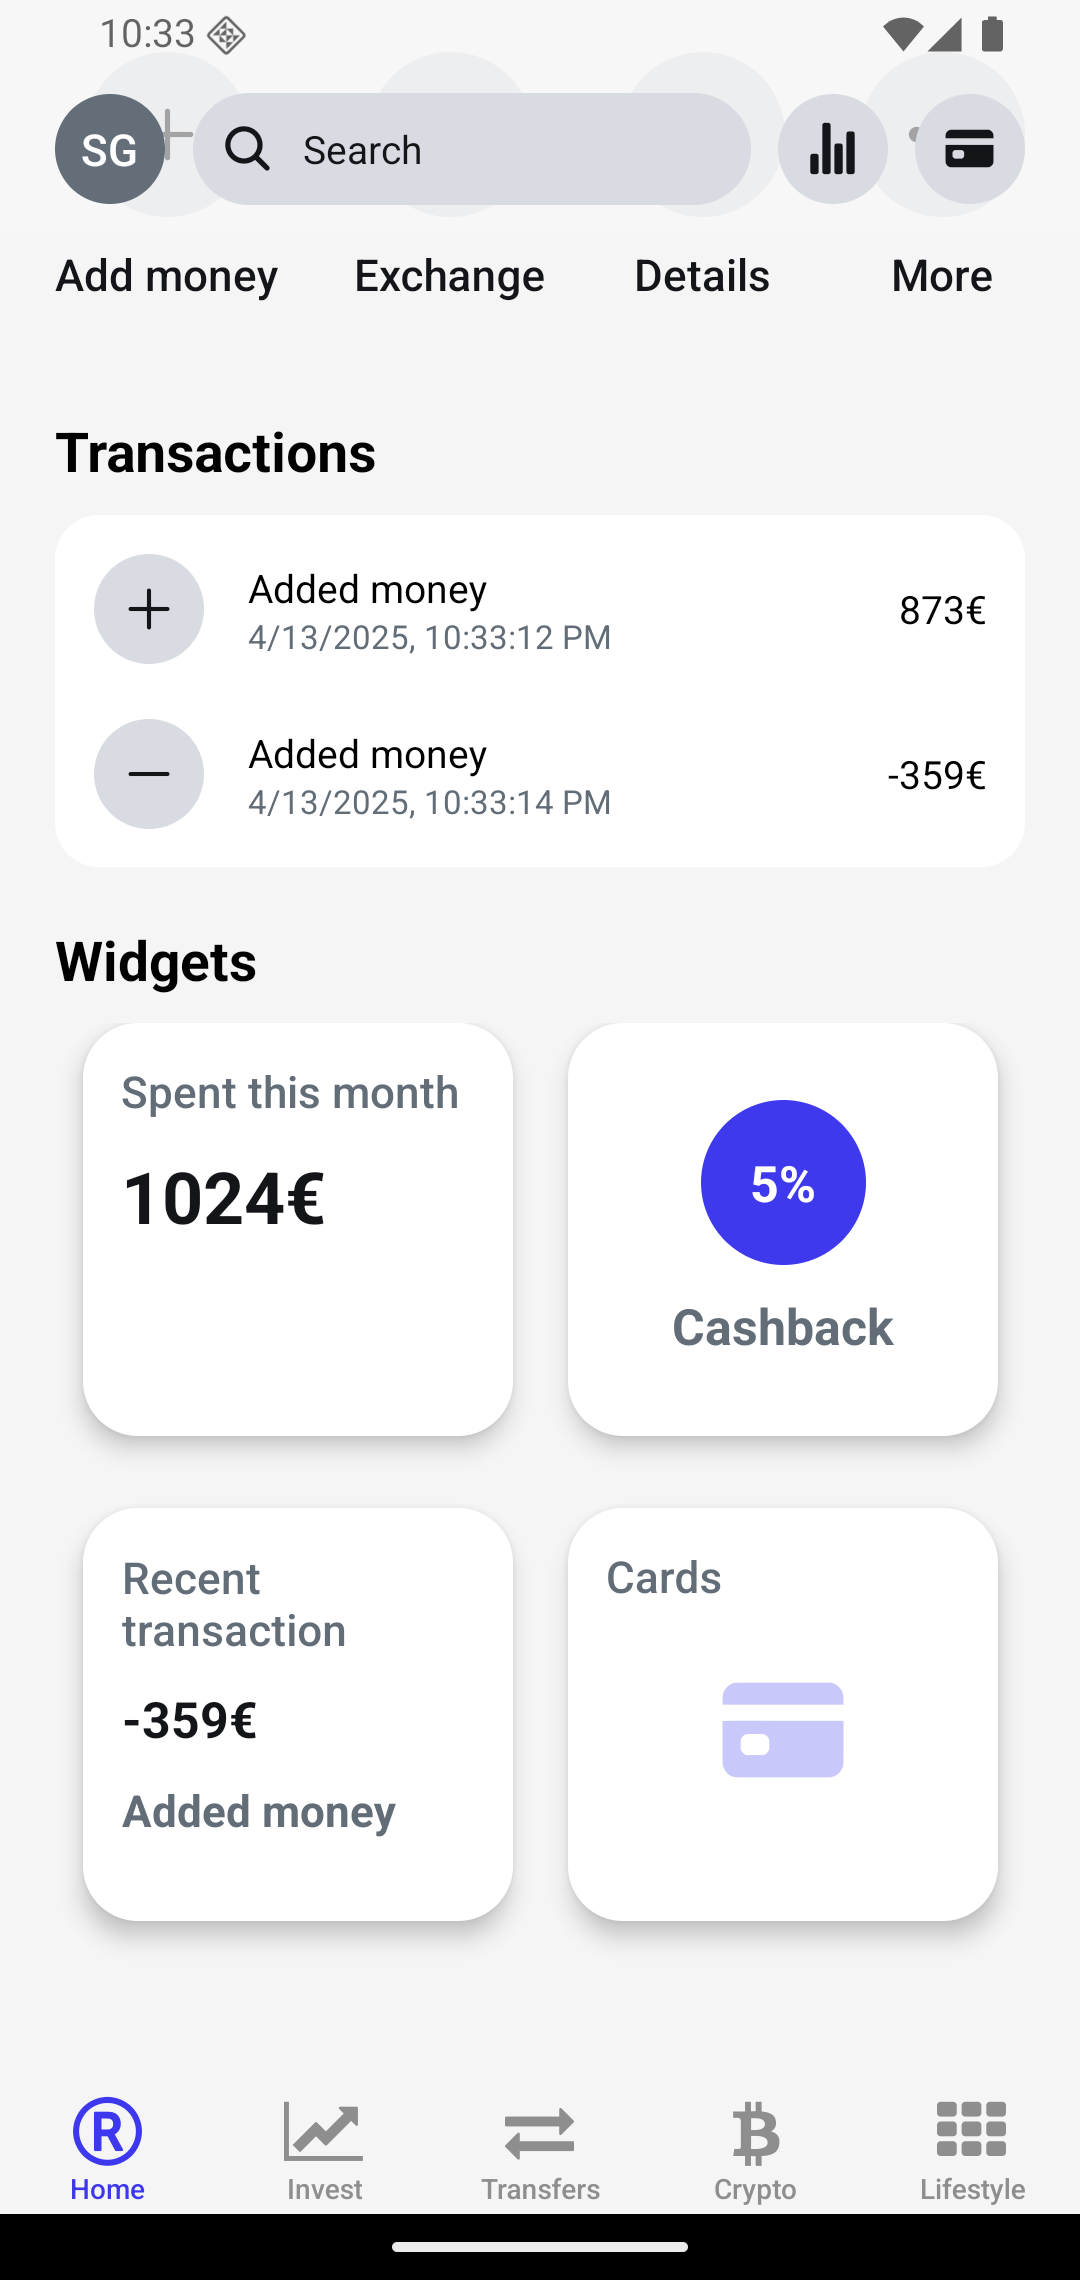 10:33
SG
Search
Add money
Exchange
Details
More
Transactions
Added money
873€
4/13/2025, 10:33:12 PM
Added money
-359€
4/13/2025, 10:33:14 PM
Widgets
Spent this month
1024€
5%
Cashback
Recent
transaction
-359€
Added money
Cards
Home
Invest
Transfers
Crypto
Lifestyle